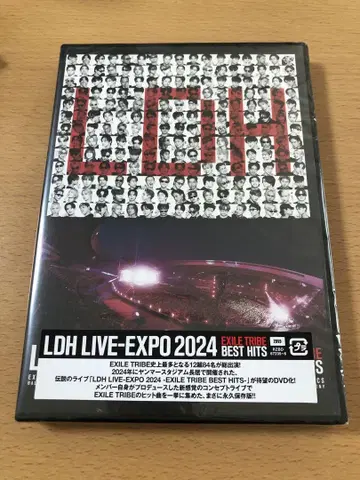 LDH
LDH LIVE-EXPO 2024 EXILE TRIBE BEST HITS
EXILE TRIBE史上最多となる12組84名が総出演!
2024年にヤンマースタジアム長居で開催された、
伝説のライブ「LDH LIVE-EXPO 2024 -EXILE TRIBE BEST HITS-」が待望のDVD化!
メンバー自身がプロデュースした新感覚のコンセプトライブで
EXILE TRIBEのヒット曲を一挙に集めた、まさに永久保存盤!!